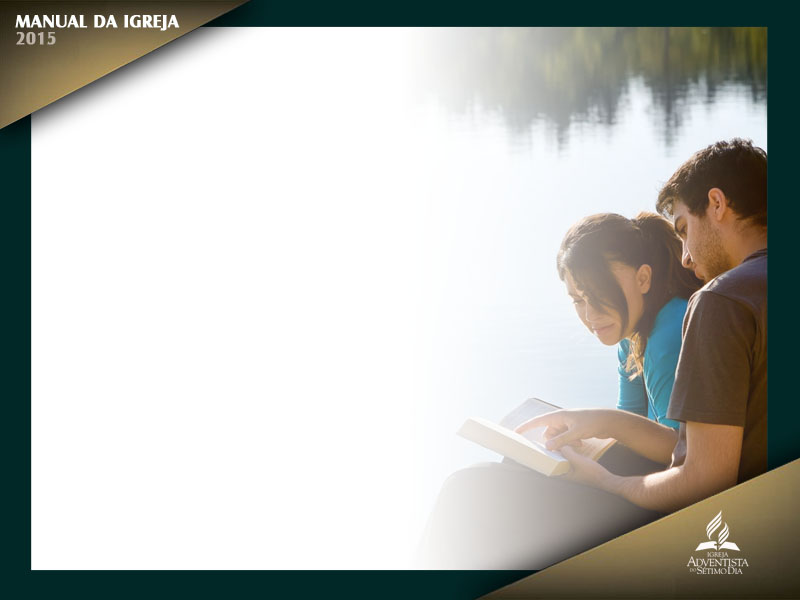 MANUAL DA IGREJA
2015
IGREJA
ADVENTISTA
DO SÉTIMO DIA